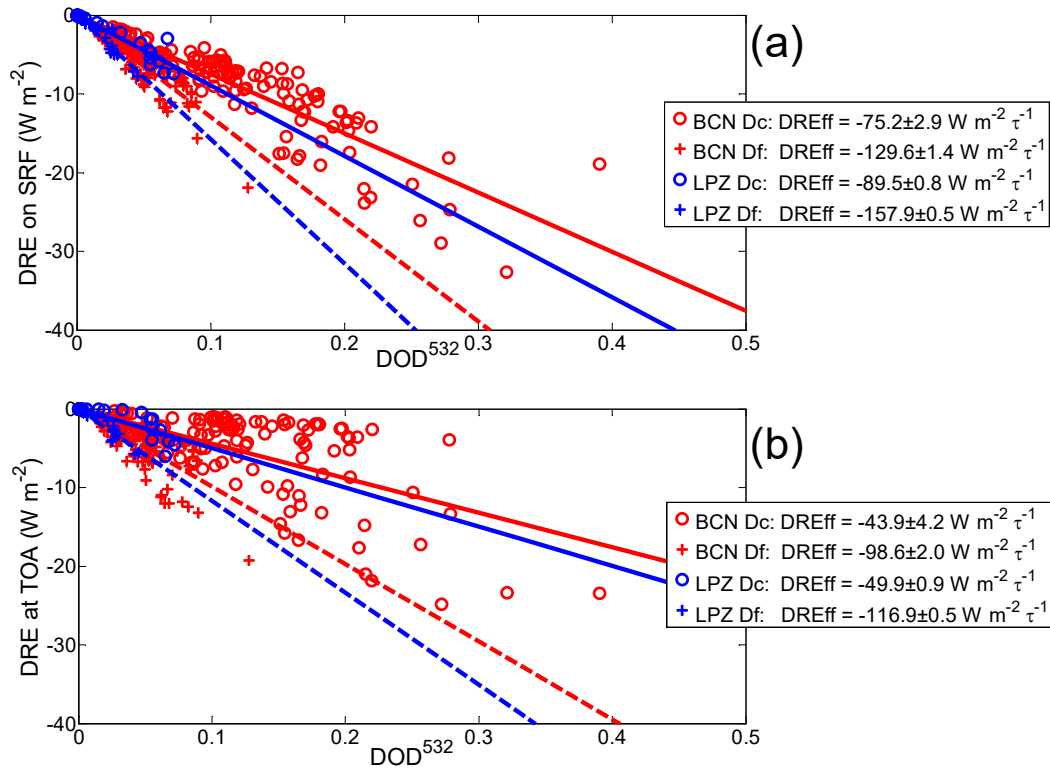 (a)
0
-10
-20
-30
-40
DRE on SRF (W m⁻²)
0 0.1 0.2 0.3 0.4 0.5
DOD⁵³²
BCN Dc: DREff = -75.2±2.9 W m⁻² τ⁻¹
BCN Df: DREff = -129.6±1.4 W m⁻² τ⁻¹
LPZ Dc: DREff = -89.5±0.8 W m⁻² τ⁻¹
LPZ Df: DREff = -157.9±0.5 W m⁻² τ⁻¹
(b)
0
-10
-20
-30
-40
DRE at TOA (W m⁻²)
0 0.1 0.2 0.3 0.4 0.5
DOD⁵³²
BCN Dc: DREff = -43.9±4.2 W m⁻² τ⁻¹
BCN Df: DREff = -98.6±2.0 W m⁻² τ⁻¹
LPZ Dc: DREff = -49.9±0.9 W m⁻² τ⁻¹
LPZ Df: DREff = -116.9±0.5 W m⁻² τ⁻¹